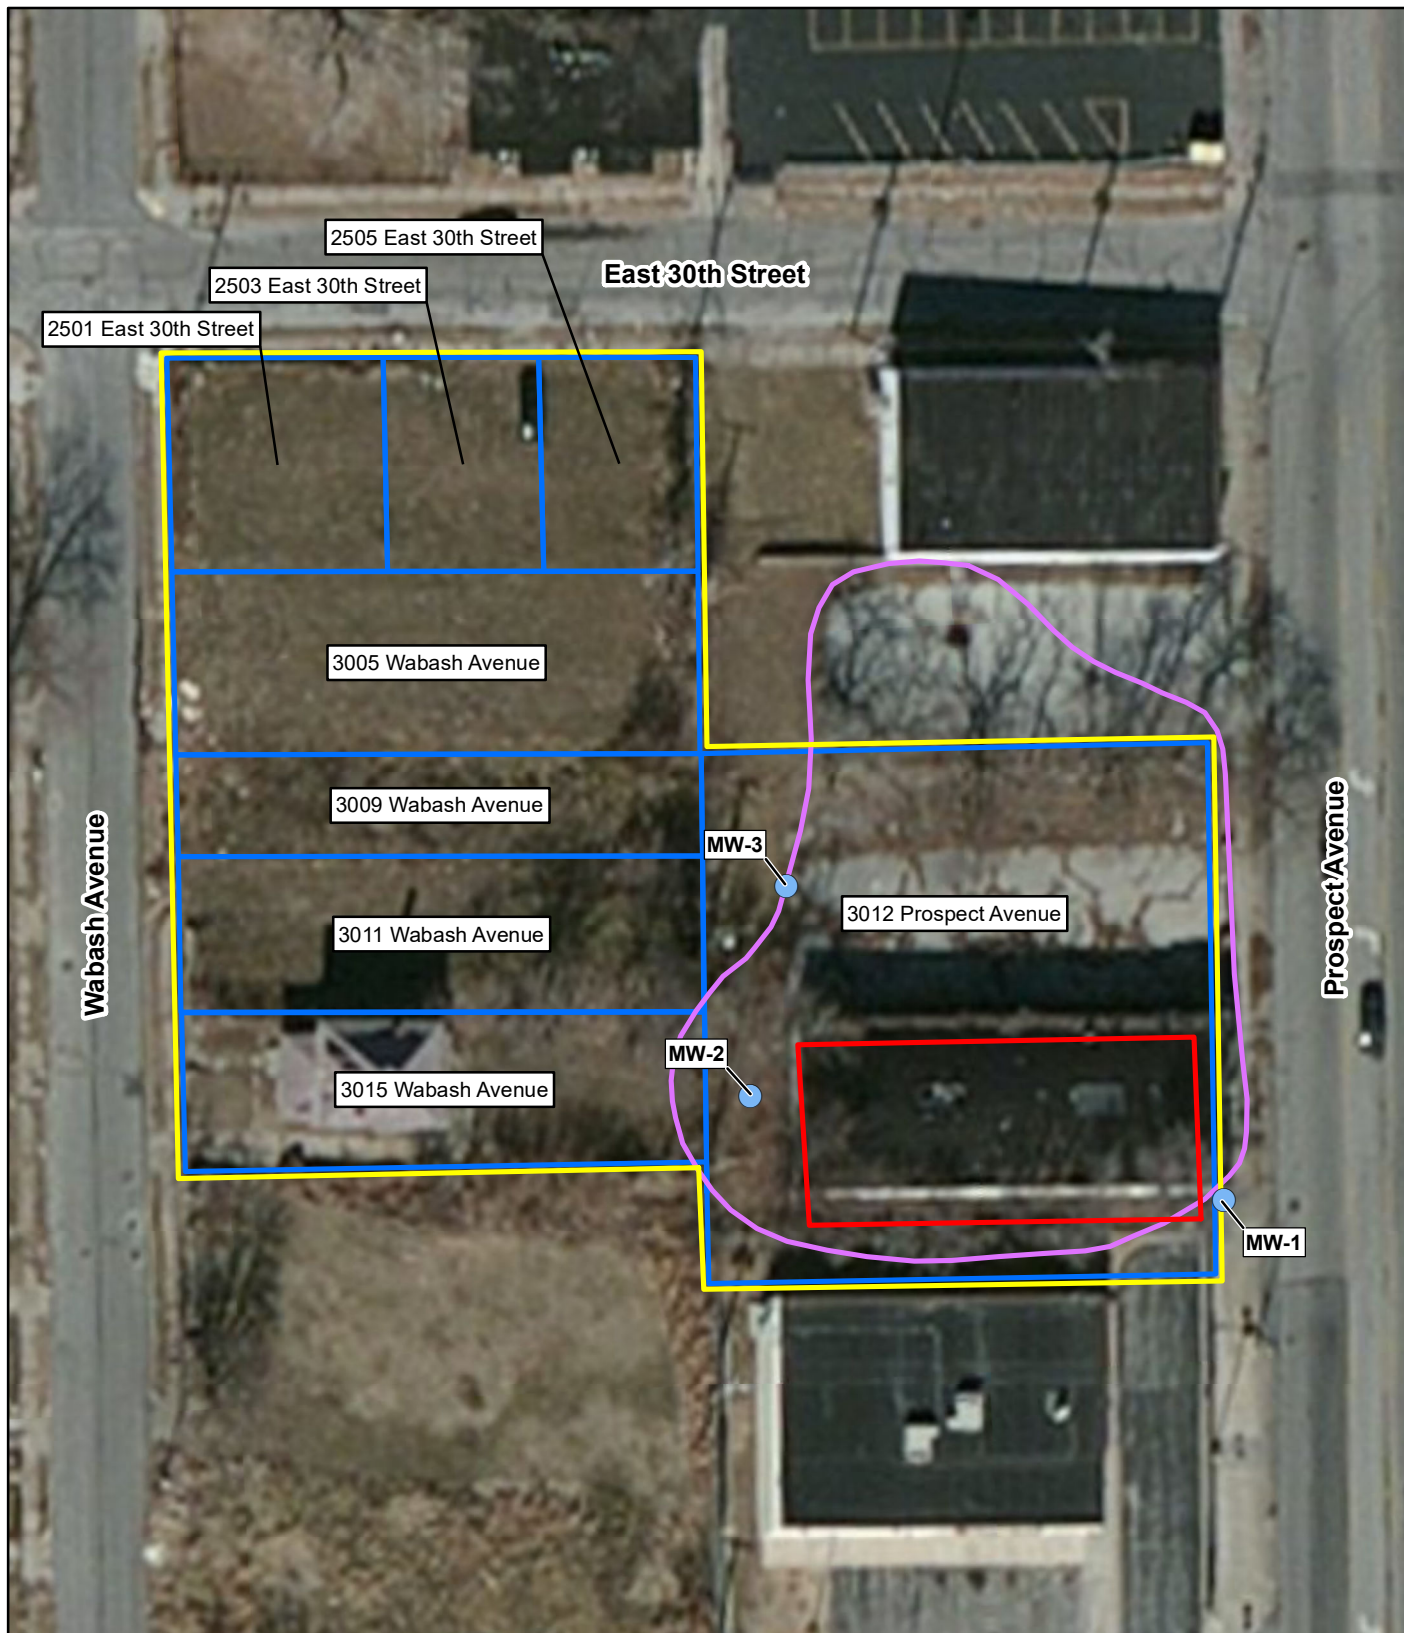 2505 East 30th Street
East 30th Street
2503 East 30th Street
2501 East 30th Street
3005 Wabash Avenue
3009 Wabash Avenue
MW-3
3012 Prospect Avenue
3011 Wabash Avenue
Wabash Avenue
Prospect Avenue
MW-2
3015 Wabash Avenue
MW-1